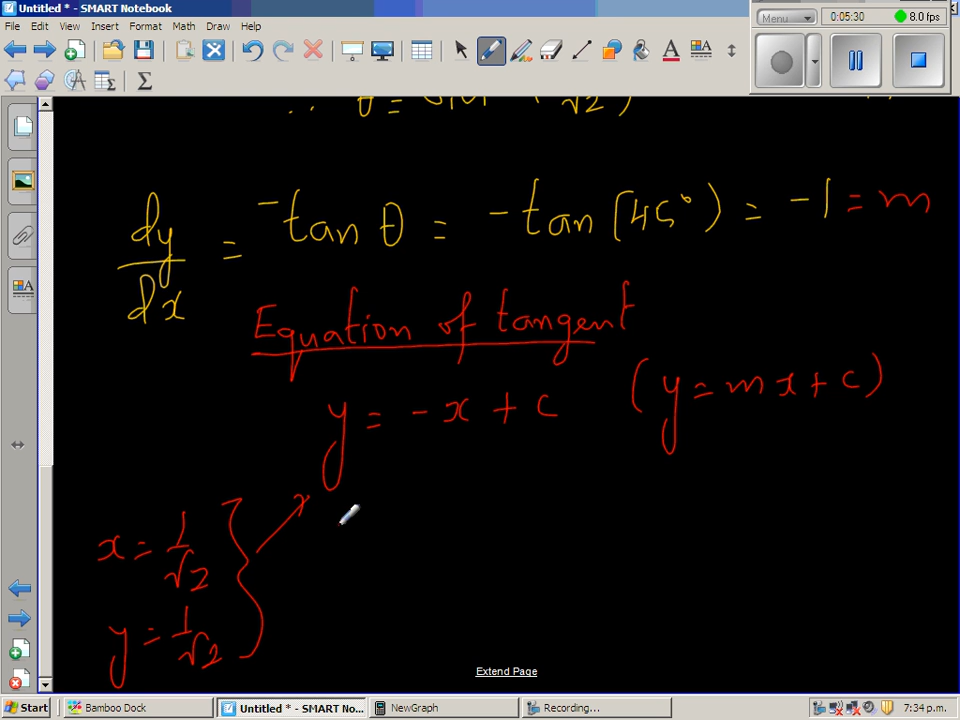 Untitled * - SMART Notebook
File Edit View Insert Format Math Draw Help
Menu 0:05:30 8.0 fps
dy/dx = -tan θ = -tan(45°) = -1 = m
Equation of tangent
y = -x + c (y = mx + c)
x = 1/√2
y = 1/√2
Extend Page
Start Bamboo Dock Untitled * - SMART No... NewGraph Recording... 7:34 p.m.